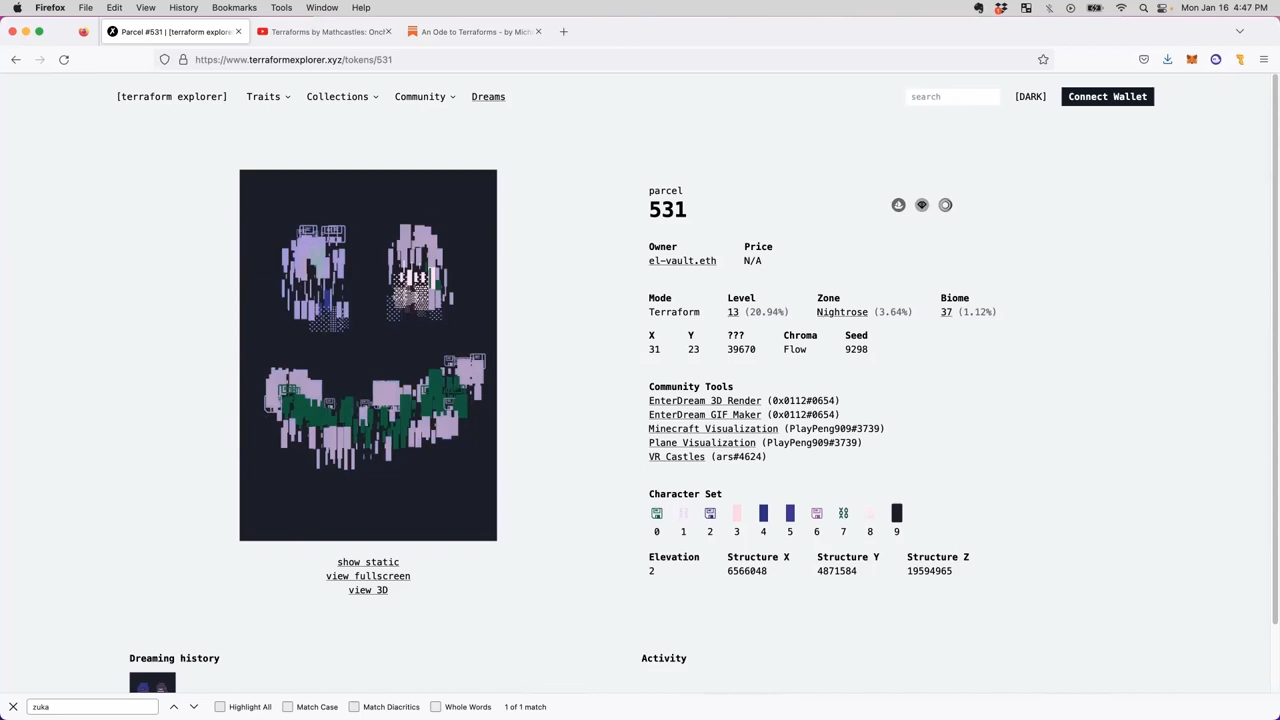 Firefox File Edit View History Bookmarks Tools Window Help Mon Jan 16 4:47 PM
Parcel #531 | [terraform explore Terraforms by Mathcastles: Onch An Ode to Terraforms - by Mich
https://www.terraformexplorer.xyz/tokens/531
[terraform explorer] Traits Collections Community Dreams search [DARK] Connect Wallet
parcel
531
Owner Price
el-vault.eth N/A
Mode Level Zone Biome
Terraform 13 (20.94%) Nightrose (3.64%) 37 (1.12%)
X Y ??? Chroma Seed
31 23 39670 Flow 9298
Community Tools
EnterDream 3D Render (0x0112#0654)
EnterDream GIF Maker (0x0112#0654)
Minecraft Visualization (PlayPeng909#3739)
Plane Visualization (PlayPeng909#3739)
VR Castles (ars#4624)
Character Set
0 1 2 3 4 5 6 7 8 9
Elevation Structure X Structure Y Structure Z
2 6566048 4871584 19594965
show static
view fullscreen
view 3D
Dreaming history Activity
zuka Highlight All Match Case Match Diacritics Whole Words 1 of 1 match